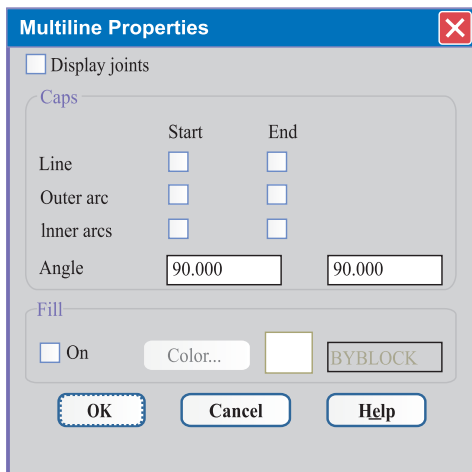 Multiline Properties
Display joints
Caps
Start End
Line
Outer arc
Inner arcs
Angle 90.000 90.000
Fill
On Color... BYBLOCK
OK Cancel Help